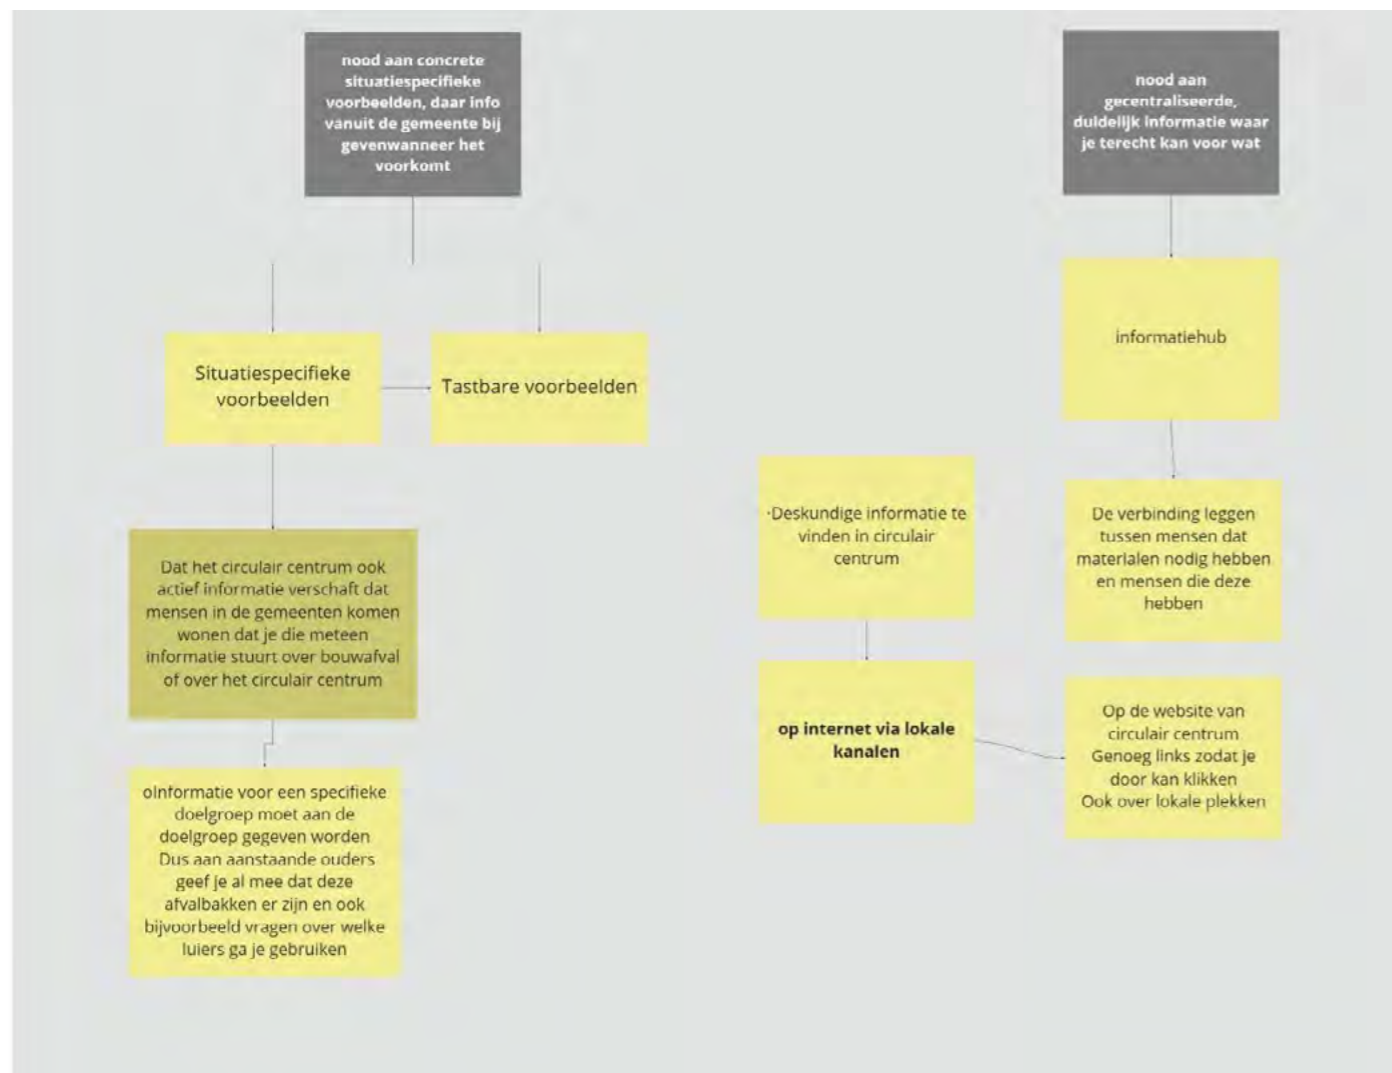 nood aan concrete
situatiespecifieke
voorbeelden, daar info
vanuit de gemeente bij
gevenwanneer het
voorkomt
Situatiespecifieke
voorbeelden
Tastbare voorbeelden
Dat het circulair centrum ook
actief informatie verschaft dat
mensen in de gemeenten komen
wonen dat je die meteen
informatie stuurt over bouwafval
of over het circulair centrum
oInformatie voor een specifieke
doelgroep moet aan de
doelgroep gegeven worden
Dus aan aanstaande ouders
geef je al mee dat deze
afvalbakken er zijn en ook
bijvoorbeeld vragen over welke
luiers ga je gebruiken
nood aan
gecentraliseerde,
duidelijk informatie waar
je terecht kan voor wat
informatiehub
De verbinding leggen
tussen mensen dat
materialen nodig hebben
en mensen die deze
hebben
·Deskundige informatie te
vinden in circulair
centrum
op internet via lokale
kanalen
Op de website van
circulair centrum
Genoeg links zodat je
door kan klikken
Ook over lokale plekken